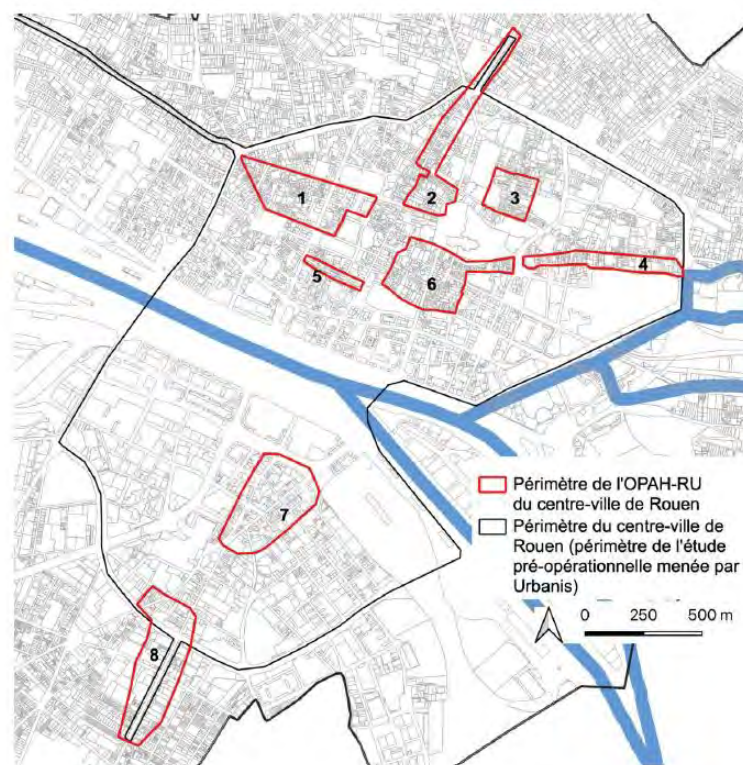 1
2
3
4
5
6
7
8
Périmètre de l'OPAH-RU
du centre-ville de Rouen
Périmètre du centre-ville de
Rouen (périmètre de l'étude
pré-opérationnelle menée par
Urbanis)
0 250 500 m